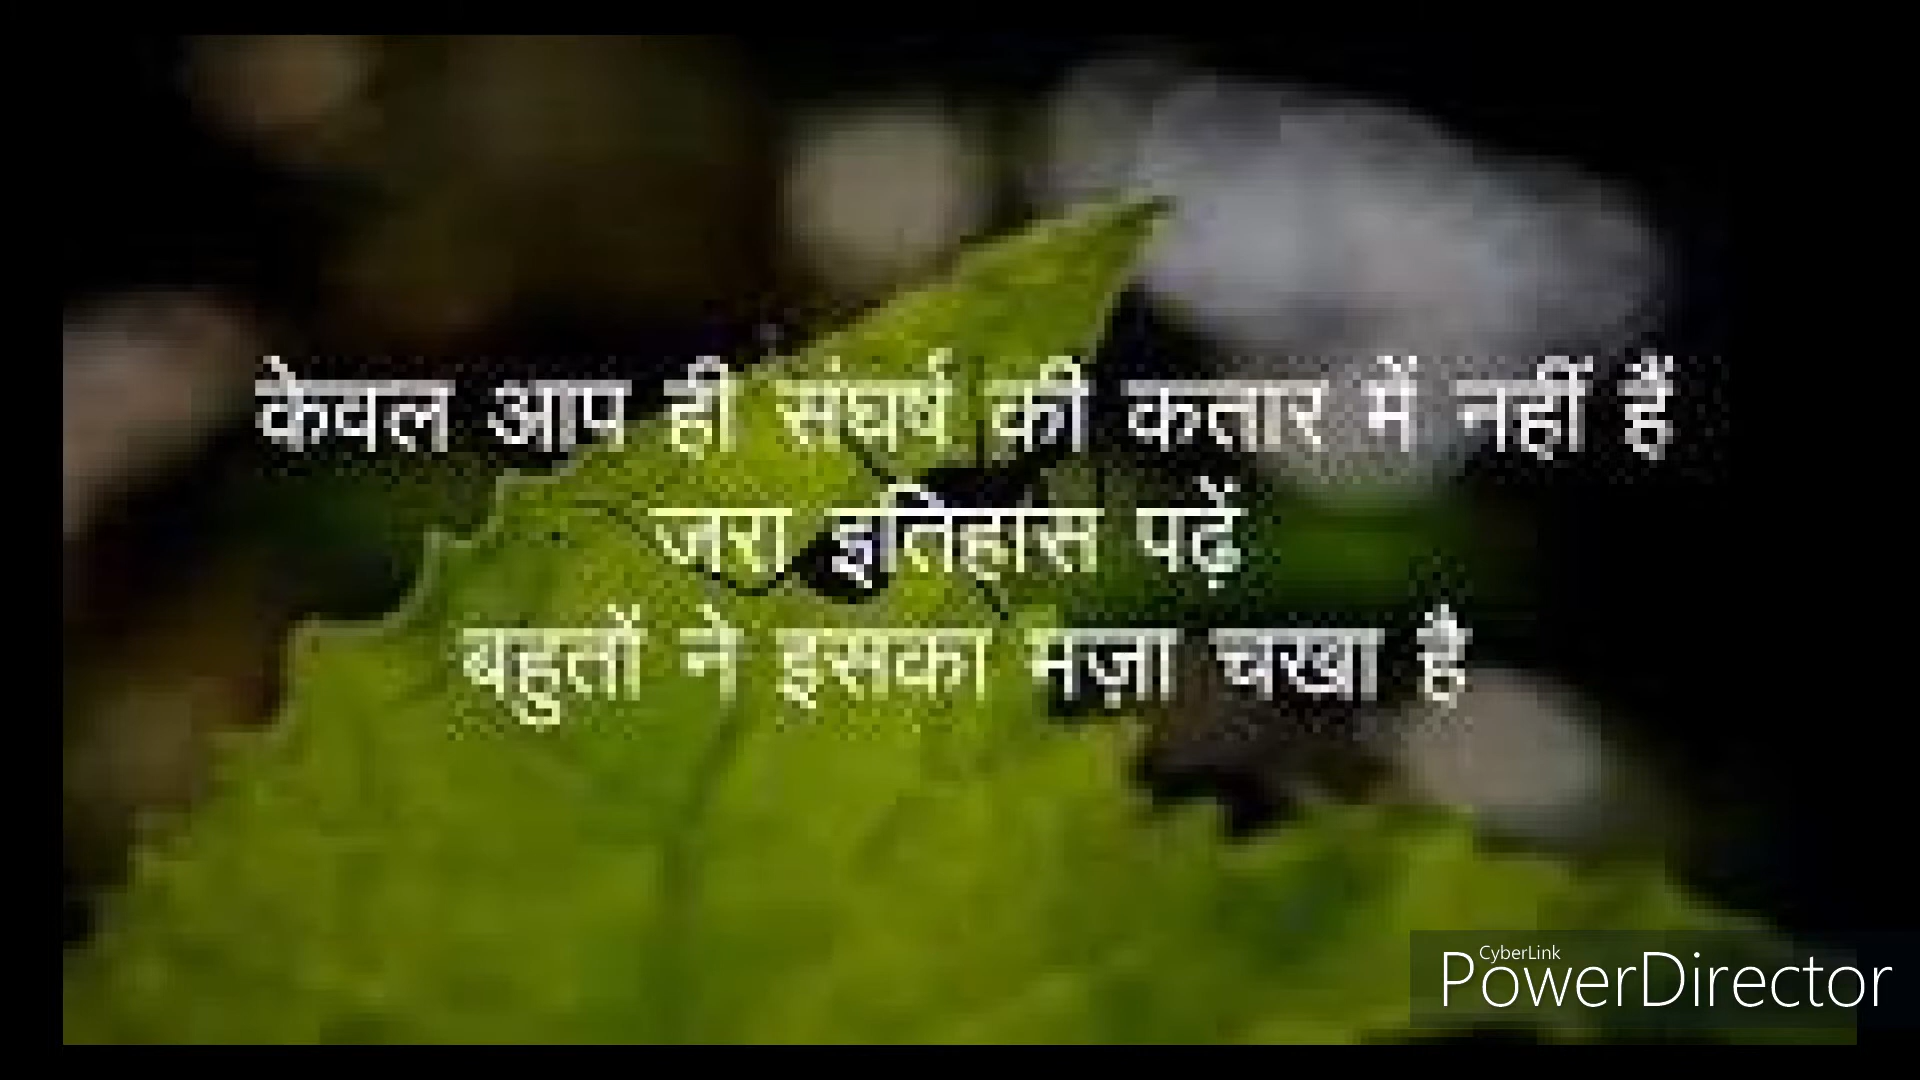 केवल आप ही संघर्ष की कतार में नहीं हैं
जरा इतिहास पढ़ें
बहुतों ने इसका मज़ा चखा है
CyberLink
PowerDirector